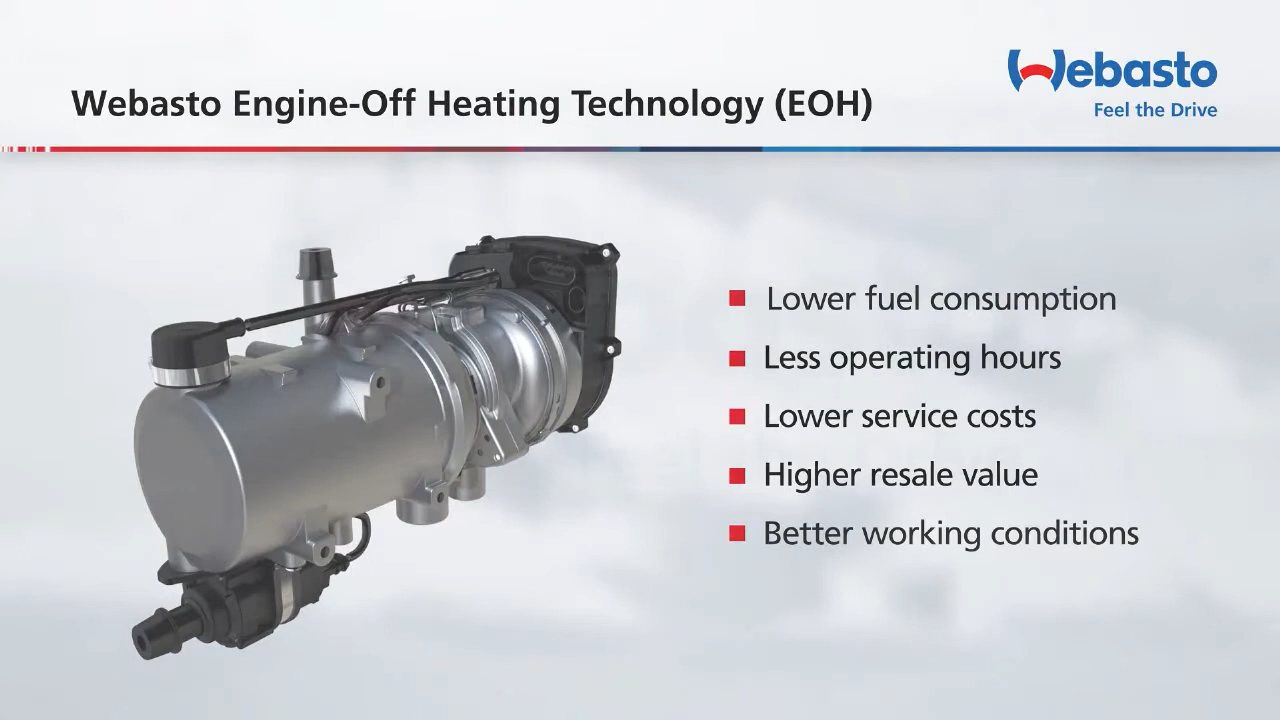 Webasto
Feel the Drive
Webasto Engine-Off Heating Technology (EOH)
Lower fuel consumption
Less operating hours
Lower service costs
Higher resale value
Better working conditions